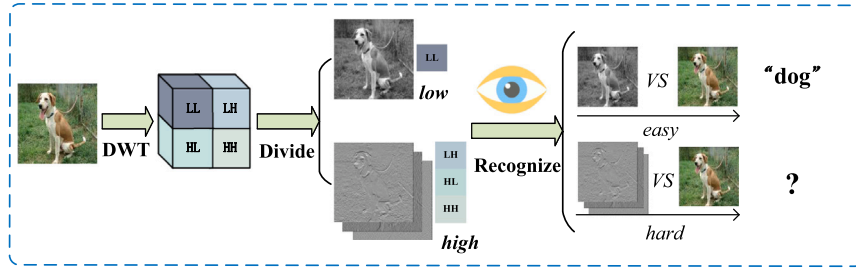 DWT
LL LH
HL HH
Divide
LL
low
LH
HL
HH
high
Recognize
VS
easy
“dog”
VS
hard
?